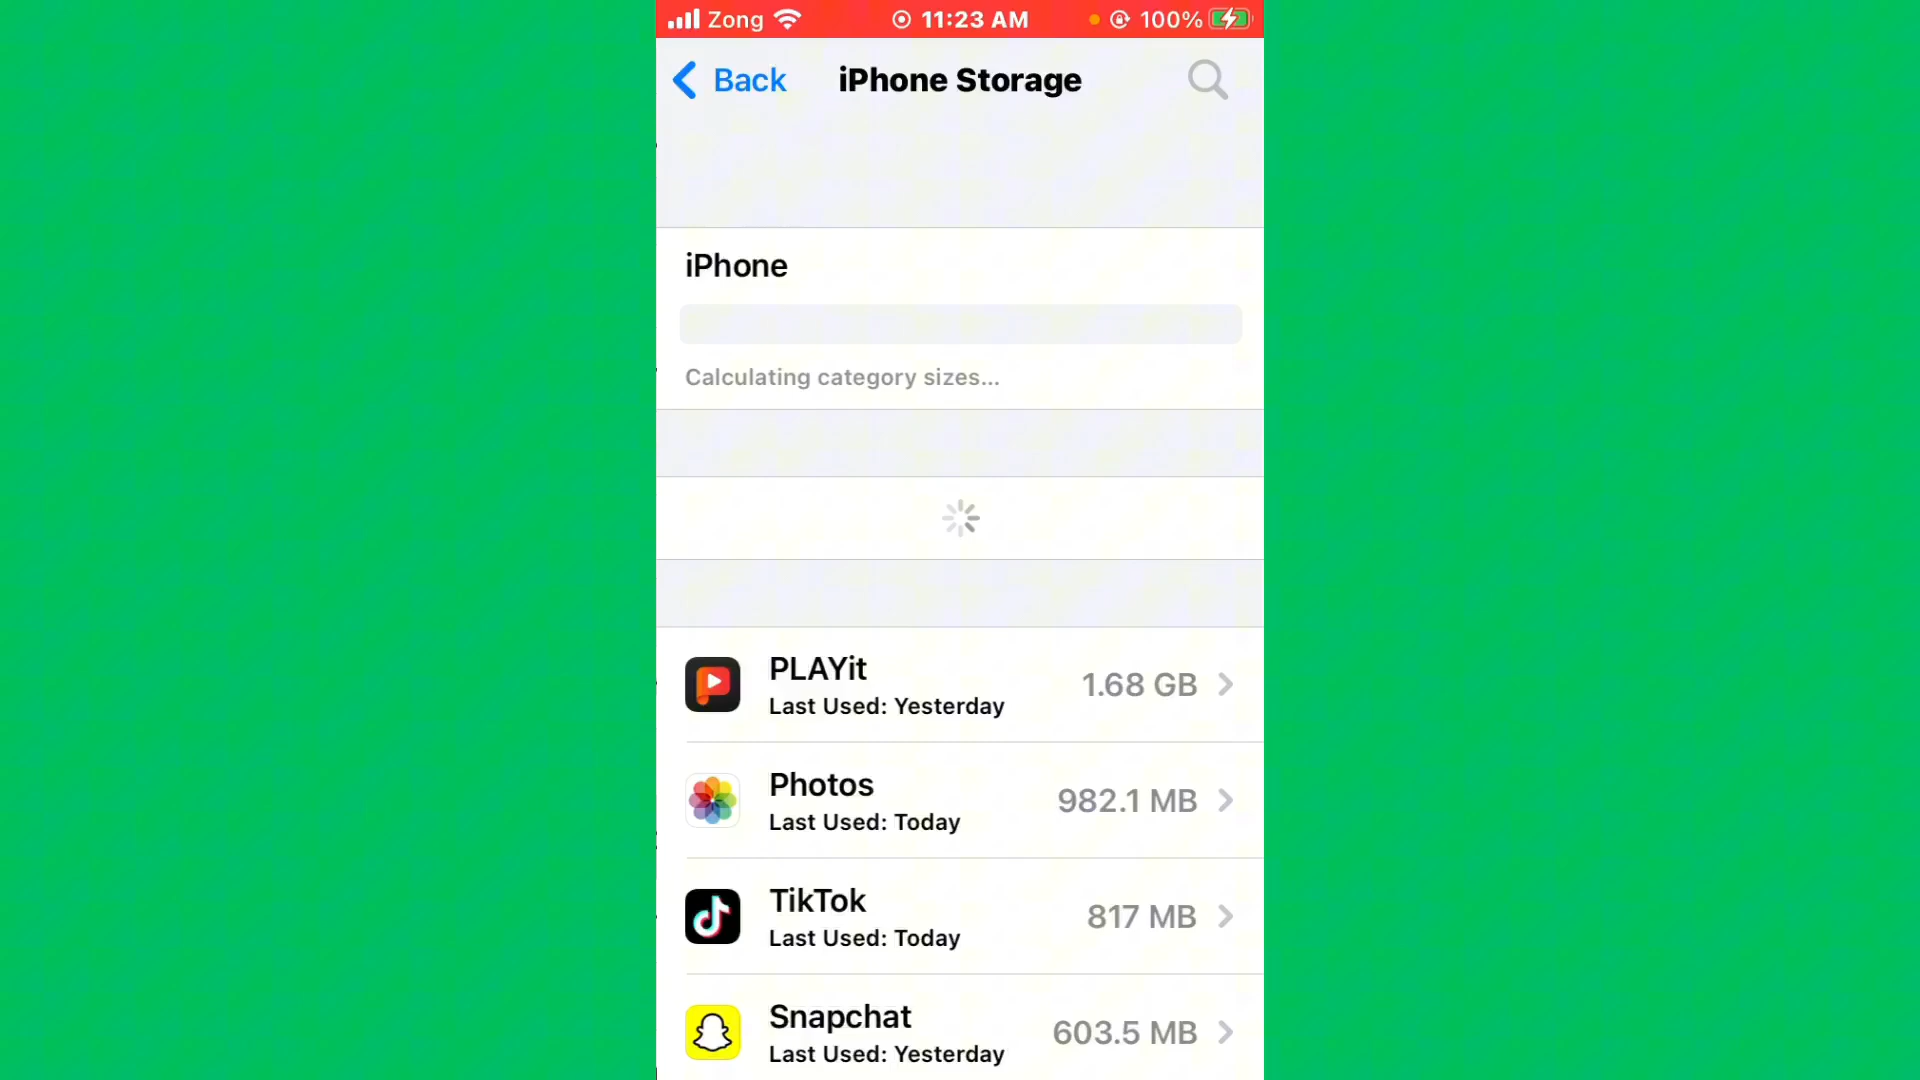 Zong 11:23 AM 100%
Back iPhone Storage
iPhone
Calculating category sizes...
PLAYit
Last Used: Yesterday
1.68 GB
Photos
Last Used: Today
982.1 MB
TikTok
Last Used: Today
817 MB
Snapchat
Last Used: Yesterday
603.5 MB